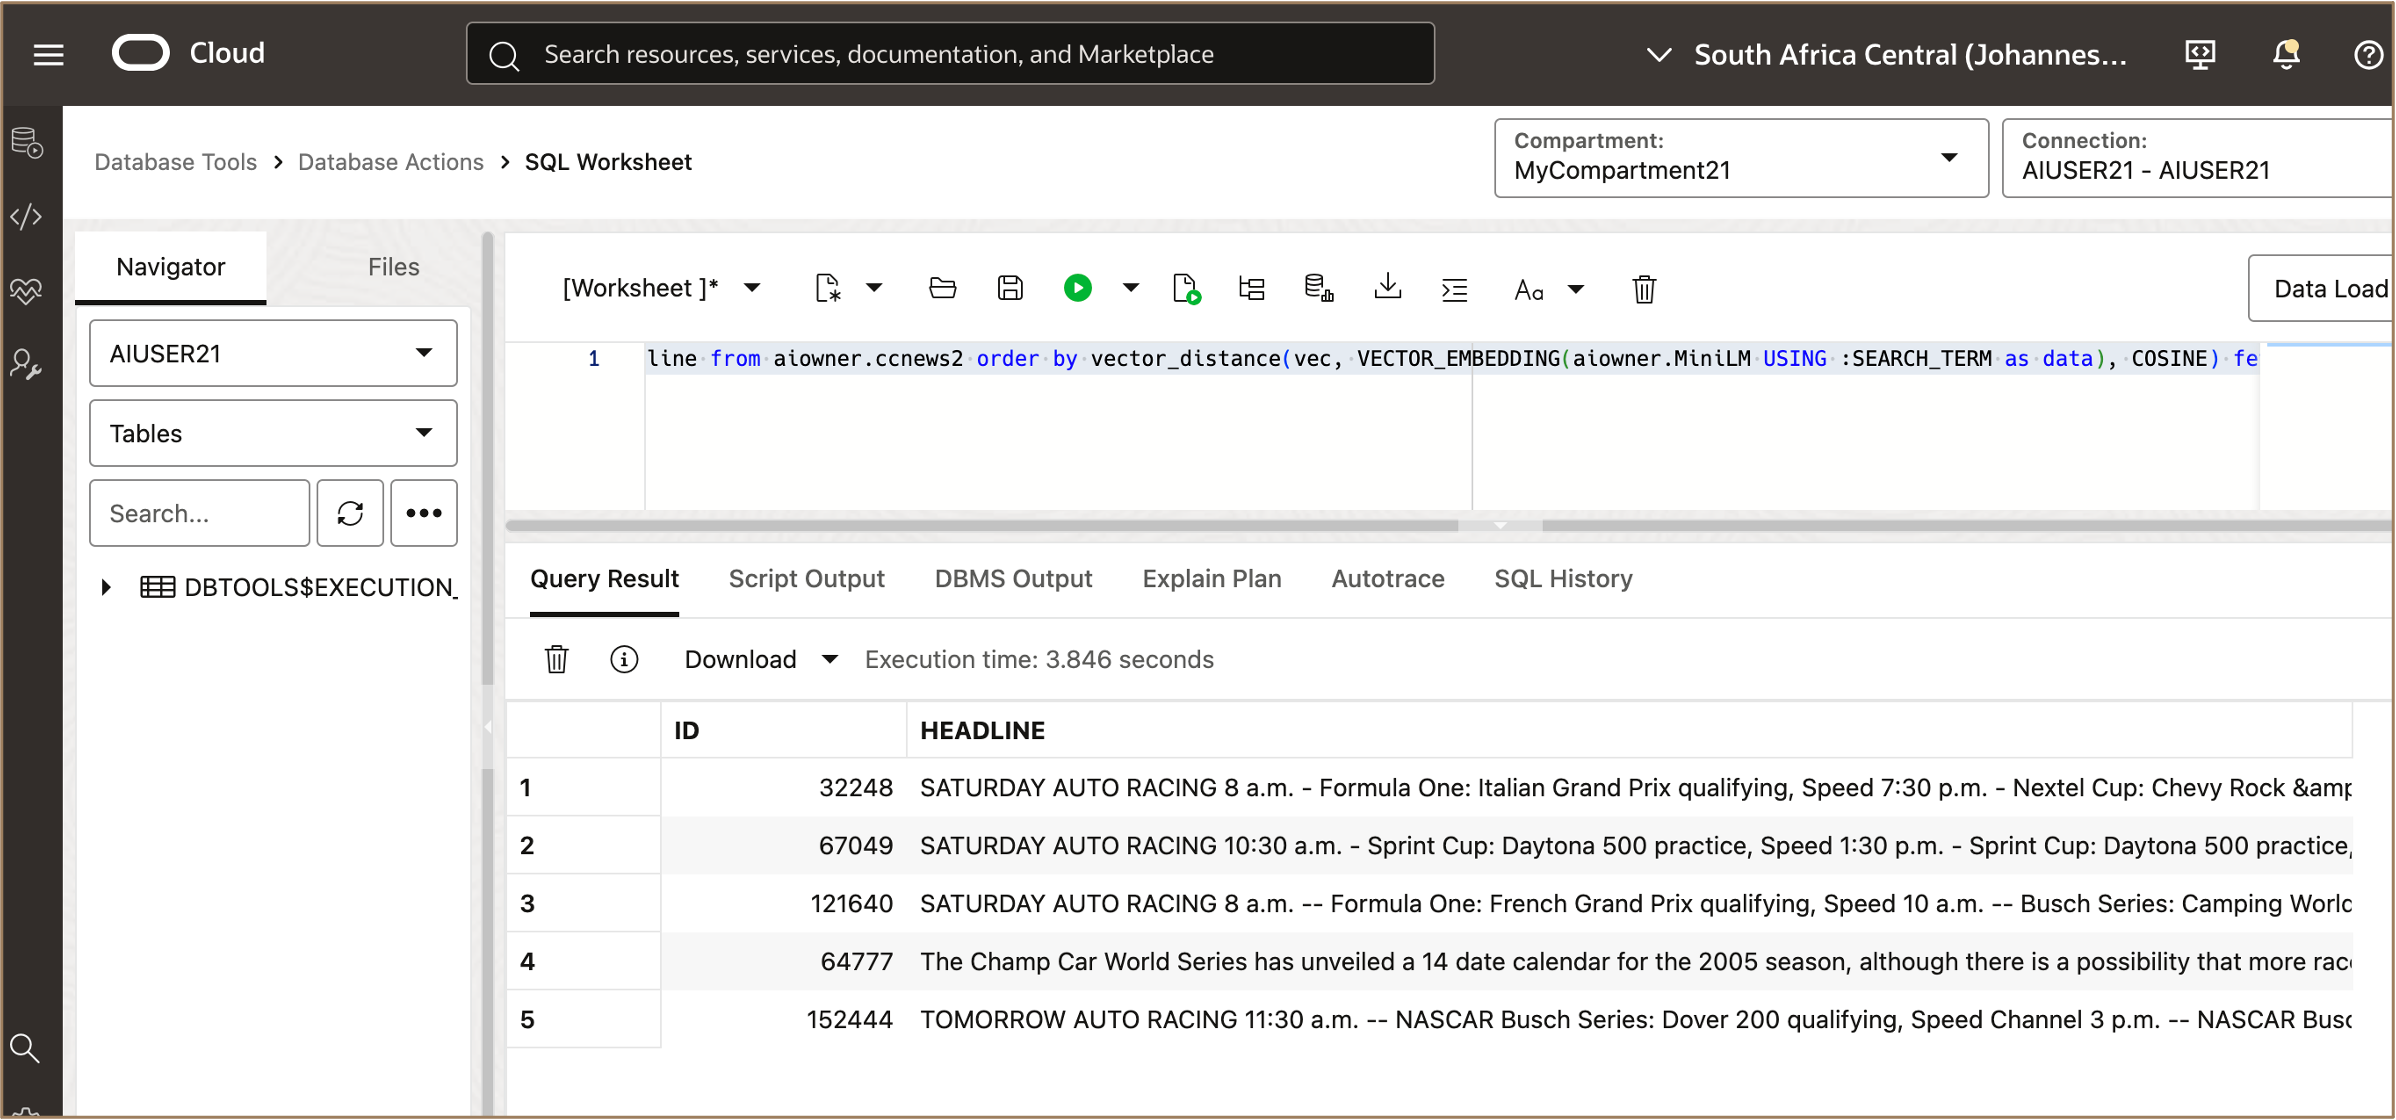 Cloud
Search resources, services, documentation, and Marketplace
South Africa Central (Johannes...
Database Tools > Database Actions > SQL Worksheet
Compartment:
MyCompartment21
Connection:
AIUSER21 - AIUSER21
Navigator
Files
AIUSER21
Tables
Search...
DBTOOLS$EXECUTION_
[Worksheet ]*
Aa
Data Load
1 line from aiowner.ccnews2 order by vector_distance(vec, VECTOR_EMBEDDING(aiowner.MiniLM USING :SEARCH_TERM as data), COSINE) fe
Query Result Script Output DBMS Output Explain Plan Autotrace SQL History
Download Execution time: 3.846 seconds
ID HEADLINE
1 32248 SATURDAY AUTO RACING 8 a.m. - Formula One: Italian Grand Prix qualifying, Speed 7:30 p.m. - Nextel Cup: Chevy Rock &amp
2 67049 SATURDAY AUTO RACING 10:30 a.m. - Sprint Cup: Daytona 500 practice, Speed 1:30 p.m. - Sprint Cup: Daytona 500 practice,
3 121640 SATURDAY AUTO RACING 8 a.m. -- Formula One: French Grand Prix qualifying, Speed 10 a.m. -- Busch Series: Camping World
4 64777 The Champ Car World Series has unveiled a 14 date calendar for the 2005 season, although there is a possibility that more race
5 152444 TOMORROW AUTO RACING 11:30 a.m. -- NASCAR Busch Series: Dover 200 qualifying, Speed Channel 3 p.m. -- NASCAR Busc